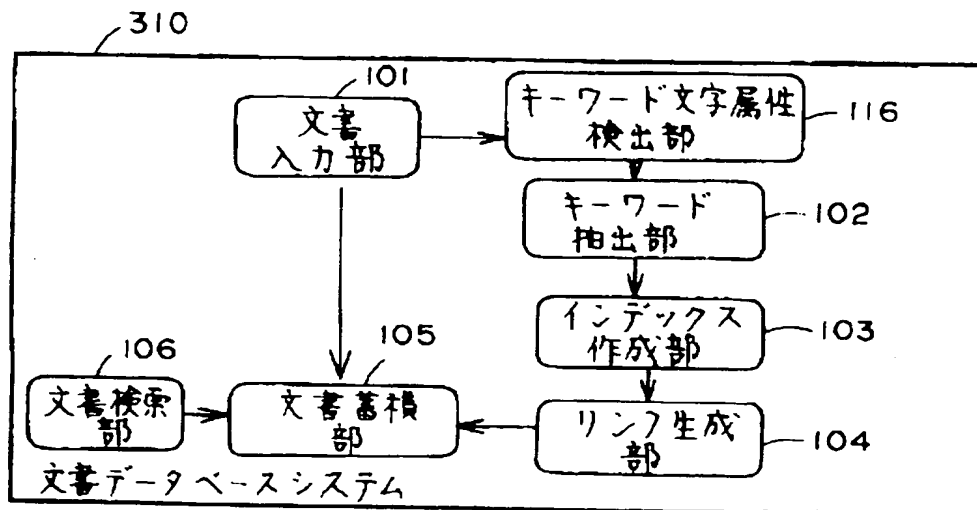 310
101
文書
入力部
キーワード文字属性
検出部
116
キーワード
抽出部
102
インデックス
作成部
103
106
文書検索
部
105
文書蓄積
部
リンク生成
部
104
文書データベースシステム